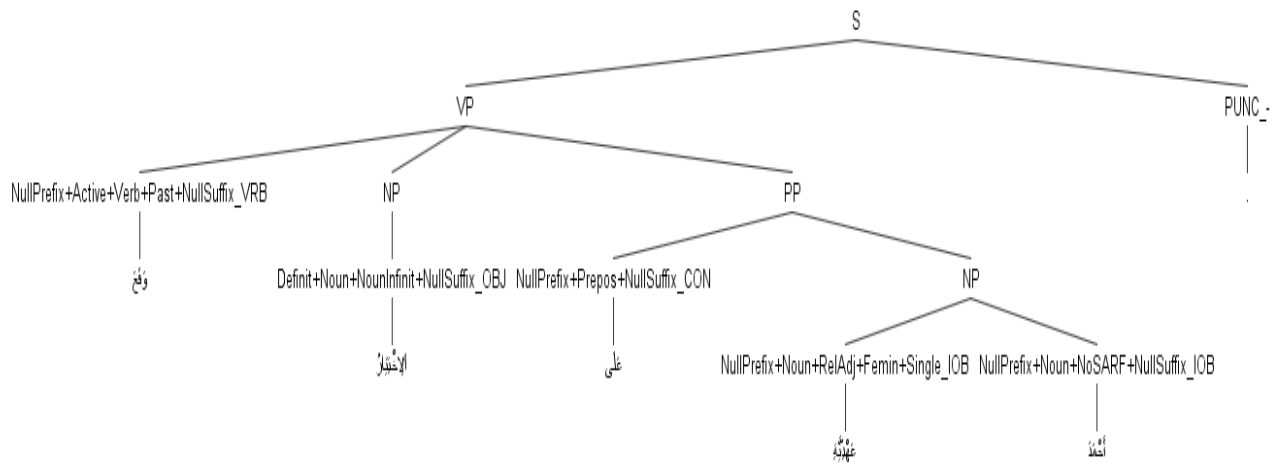 S
VP PUNC_-
NullPrefix+Active+Verb+Past+NullSuffix_VRB NP PP .
وَقَعَ Definit+Noun+NounInfinit+NullSuffix_OBJ NullPrefix+Prepos+NullSuffix_CON NP
اَلِاخْتِيَارُ عَلَى NullPrefix+Noun+RelAdj+Femin+Single_IOB NullPrefix+Noun+NoSARF+NullSuffix_IOB
أَحْمَدَ